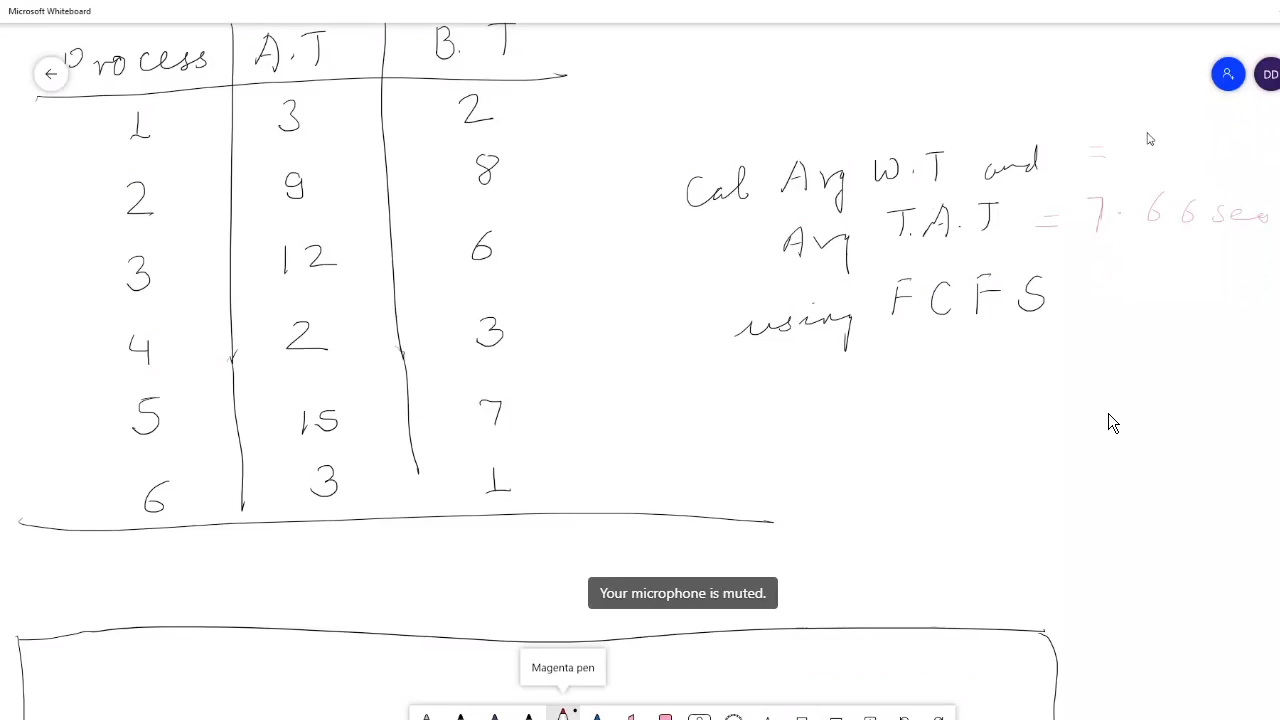 Microsoft Whiteboard
Process A.T B.T
DD
1 3 2
2 9 8
3 12 6
4 2 3
5 15 7
6 3 1
Cal Avg W.T and =
Avg T.A.T = 7.66 sec
using FCFS
Your microphone is muted.
Magenta pen